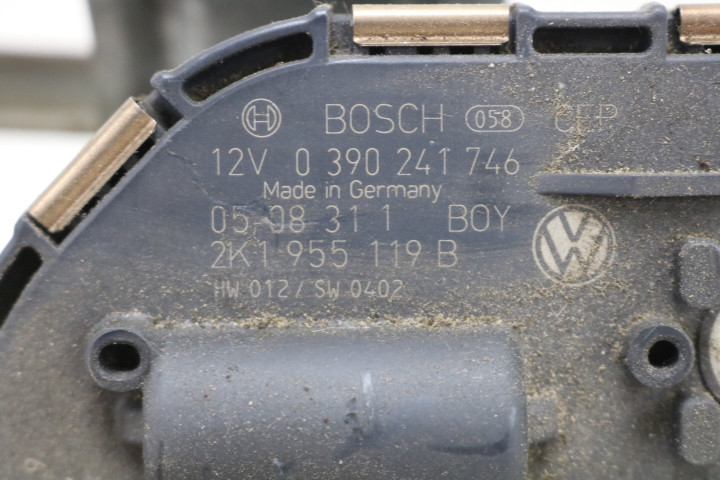 BOSCH 058 CEP
12V 0 390 241 746
Made in Germany
05 08 31 1 BOY
2K1 955 119 B
HW 012 / SW 0402